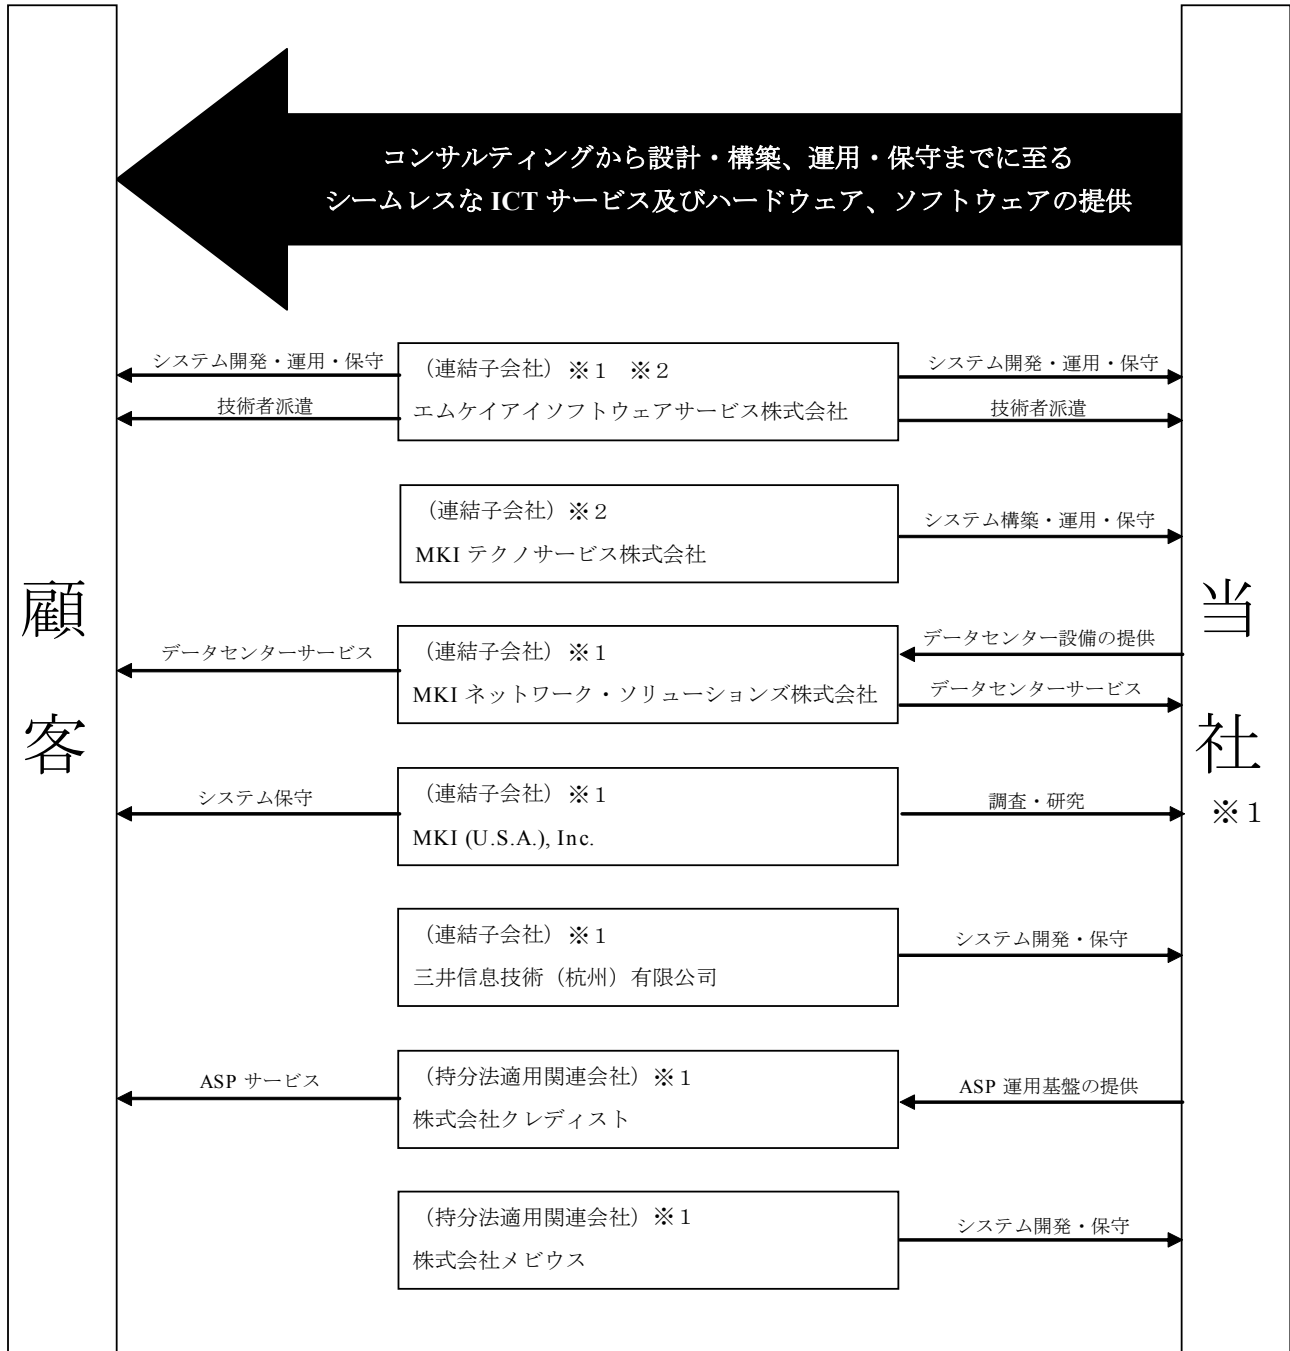 コンサルティングから設計・構築、運用・保守までに至る
シームレスな ICT サービス及びハードウェア、ソフトウェアの提供
顧
客
システム開発・運用・保守
技術者派遣
（連結子会社）※１　※２
エムケイアイソフトウェアサービス株式会社
システム開発・運用・保守
技術者派遣
（連結子会社）※２
MKI テクノサービス株式会社
システム構築・運用・保守
データセンターサービス
（連結子会社）※１
MKI ネットワーク・ソリューションズ株式会社
データセンター設備の提供
データセンターサービス
システム保守
（連結子会社）※１
MKI (U.S.A.), Inc.
調査・研究
（連結子会社）※１
三井信息技術（杭州）有限公司
システム開発・保守
ASP サービス
（持分法適用関連会社）※１
株式会社クレディスト
ASP 運用基盤の提供
（持分法適用関連会社）※１
株式会社メビウス
システム開発・保守
当
社
※１